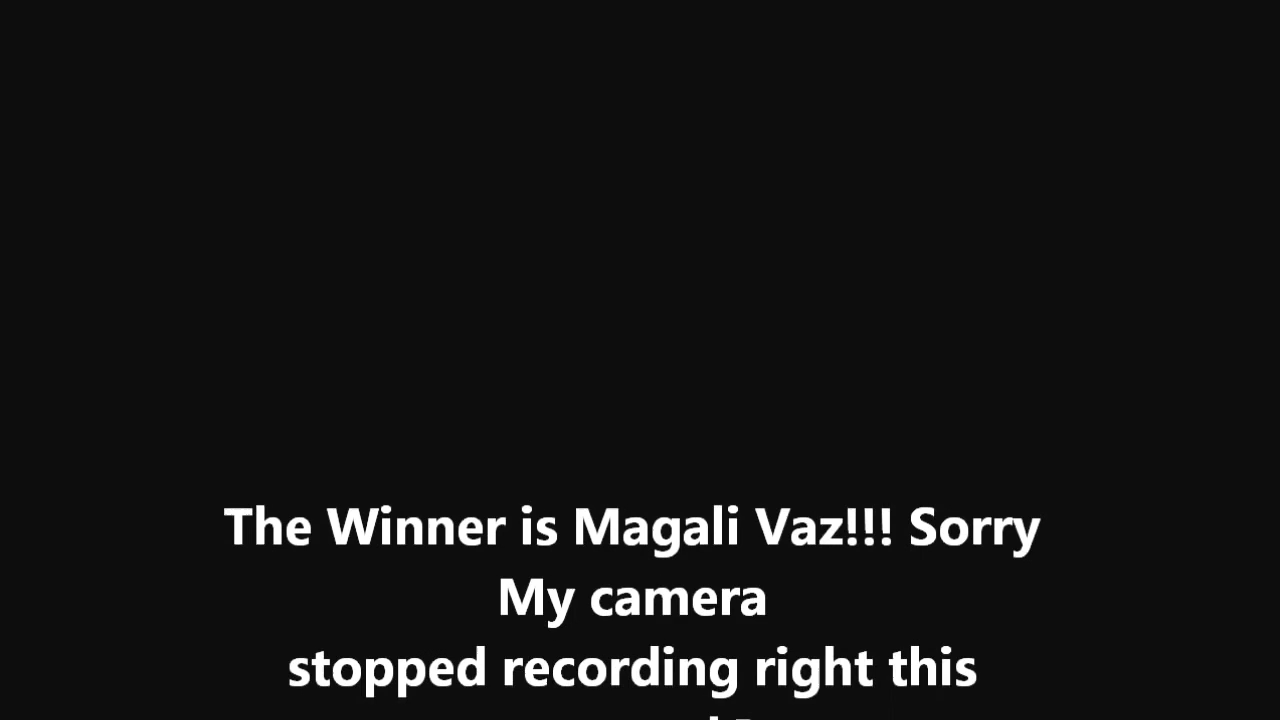 The Winner is Magali Vaz!!! Sorry
My camera
stopped recording right this